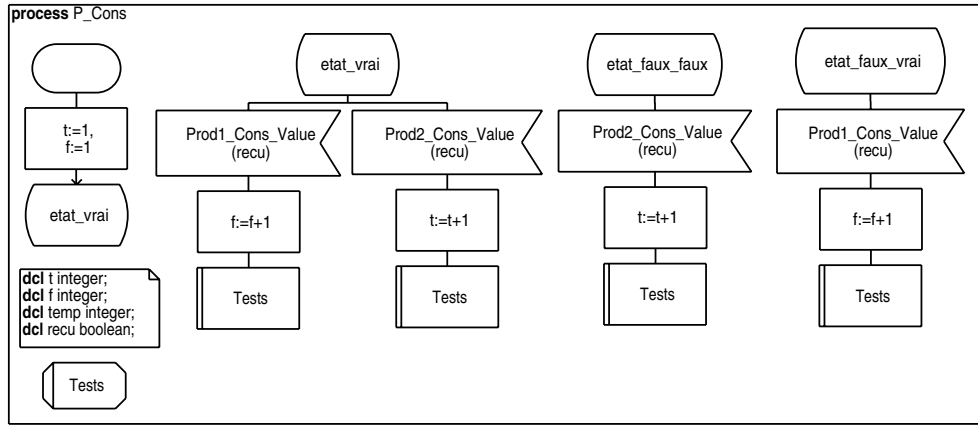 process P_Cons
t:=1,
f:=1
etat_vrai
dcl t integer;
dcl f integer;
dcl temp integer;
dcl recu boolean;
Tests
etat_vrai
Prod1_Cons_Value
(recu)
f:=f+1
Tests
Prod2_Cons_Value
(recu)
t:=t+1
Tests
etat_faux_faux
Prod2_Cons_Value
(recu)
t:=t+1
Tests
etat_faux_vrai
Prod1_Cons_Value
(recu)
f:=f+1
Tests